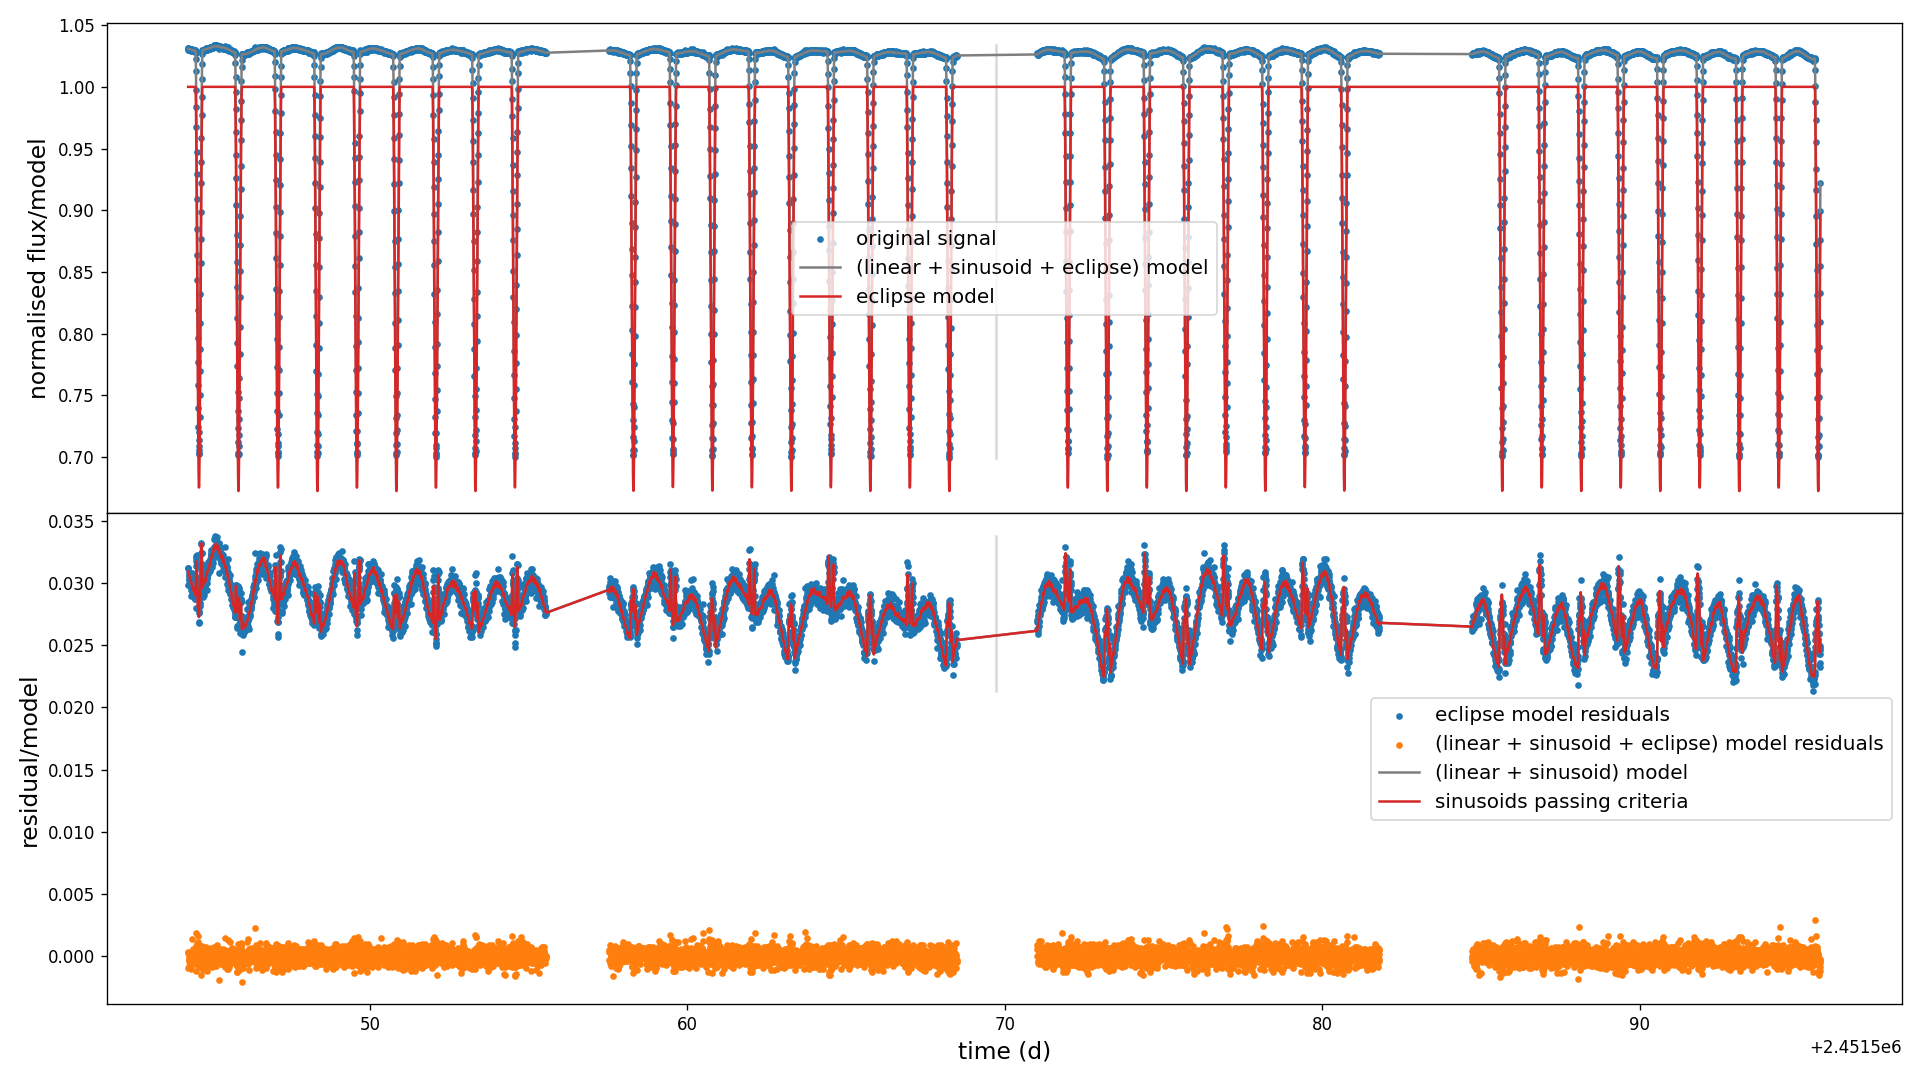 1.05
1.00
0.95
0.90
0.85
0.80
0.75
0.70
normalised flux/model
original signal
(linear + sinusoid + eclipse) model
eclipse model
0.035
0.030
0.025
0.020
0.015
0.010
0.005
0.000
residual/model
eclipse model residuals
(linear + sinusoid + eclipse) model residuals
(linear + sinusoid) model
sinusoids passing criteria
50
60
70
80
90
time (d)
+2.4515e6